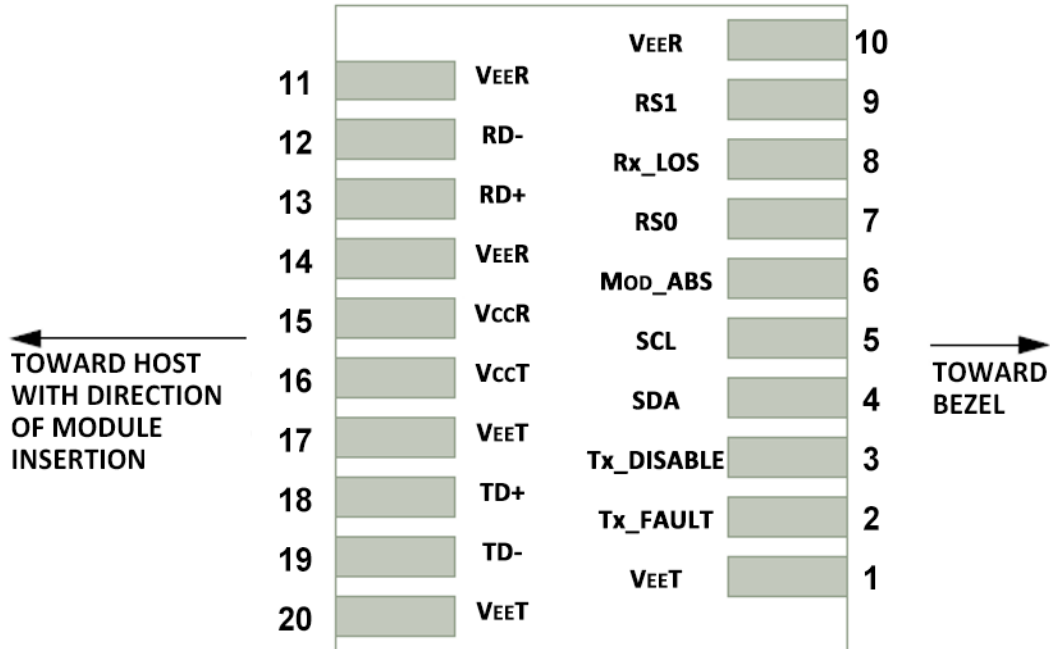 VEER 10
11 VEER
RS1 9
12 RD-
Rx_LOS 8
13 RD+
RS0 7
14 VEER
MOD_ABS 6
15 VCCR
SCL 5
16 VCCT
SDA 4
17 VEET
Tx_DISABLE 3
18 TD+
Tx_FAULT 2
19 TD-
VEET 1
20 VEET
TOWARD HOST
WITH DIRECTION
OF MODULE
INSERTION
TOWARD
BEZEL